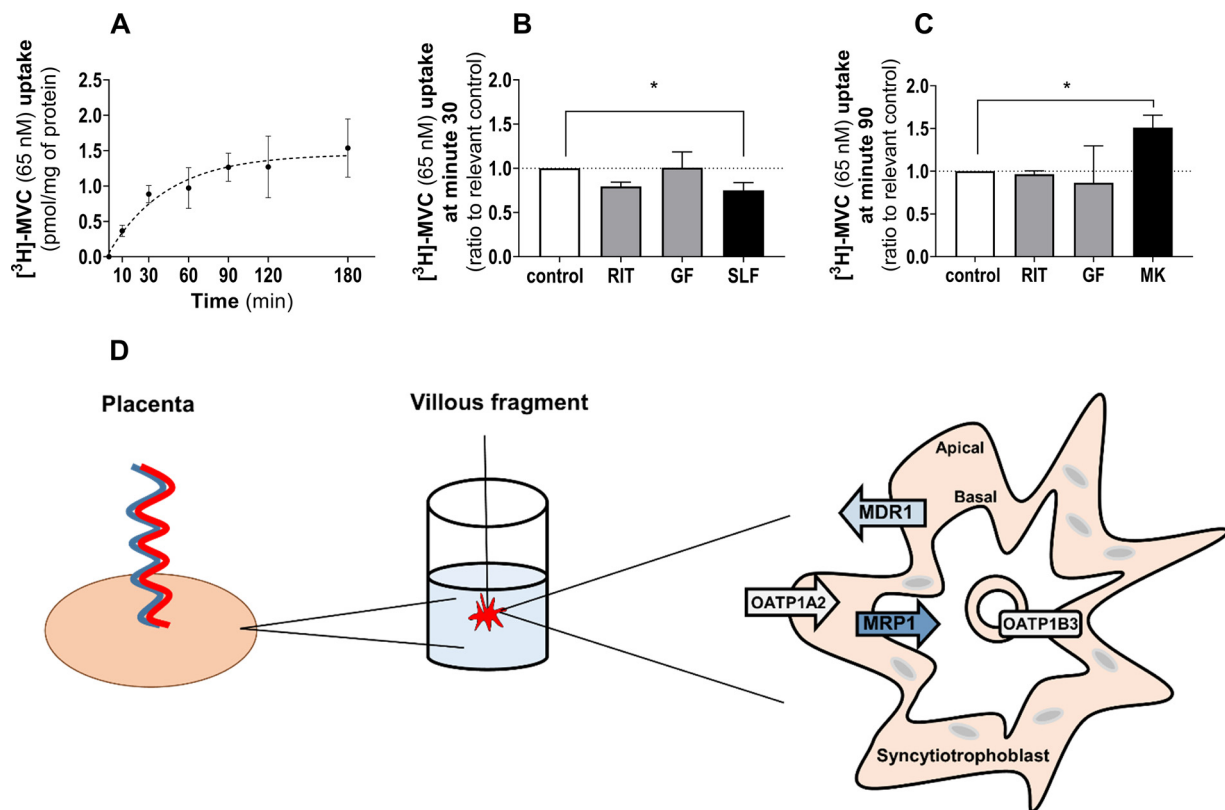 A
[³H]-MVC (65 nM) uptake
(pmol/mg of protein)
2.5
2.0
1.5
1.0
0.5
0.0
10 30 60 90 120 180
Time (min)
B
[³H]-MVC (65 nM) uptake
at minute 30
(ratio to relevant control)
2.0
1.5
1.0
0.5
0.0
*
control RIT GF SLF
C
[³H]-MVC (65 nM) uptake
at minute 90
(ratio to relevant control)
2.0
1.5
1.0
0.5
0.0
*
control RIT GF MK
D
Placenta
Villous fragment
Apical
Basal
MDR1
OATP1A2
MRP1
OATP1B3
Syncytiotrophoblast